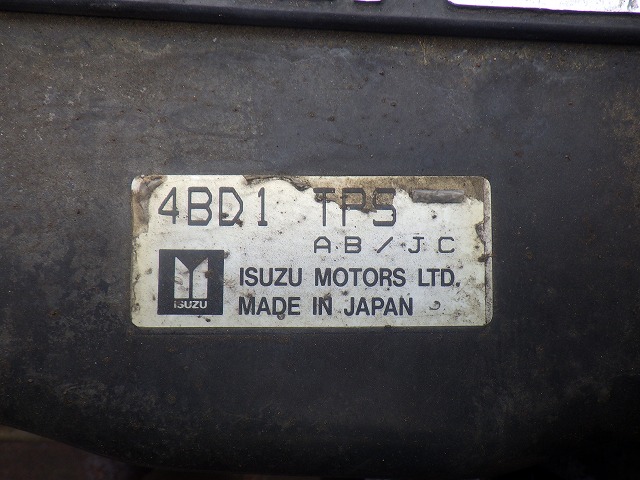 4BD1 TPS
AB/JC
ISUZU
ISUZU MOTORS LTD.
MADE IN JAPAN